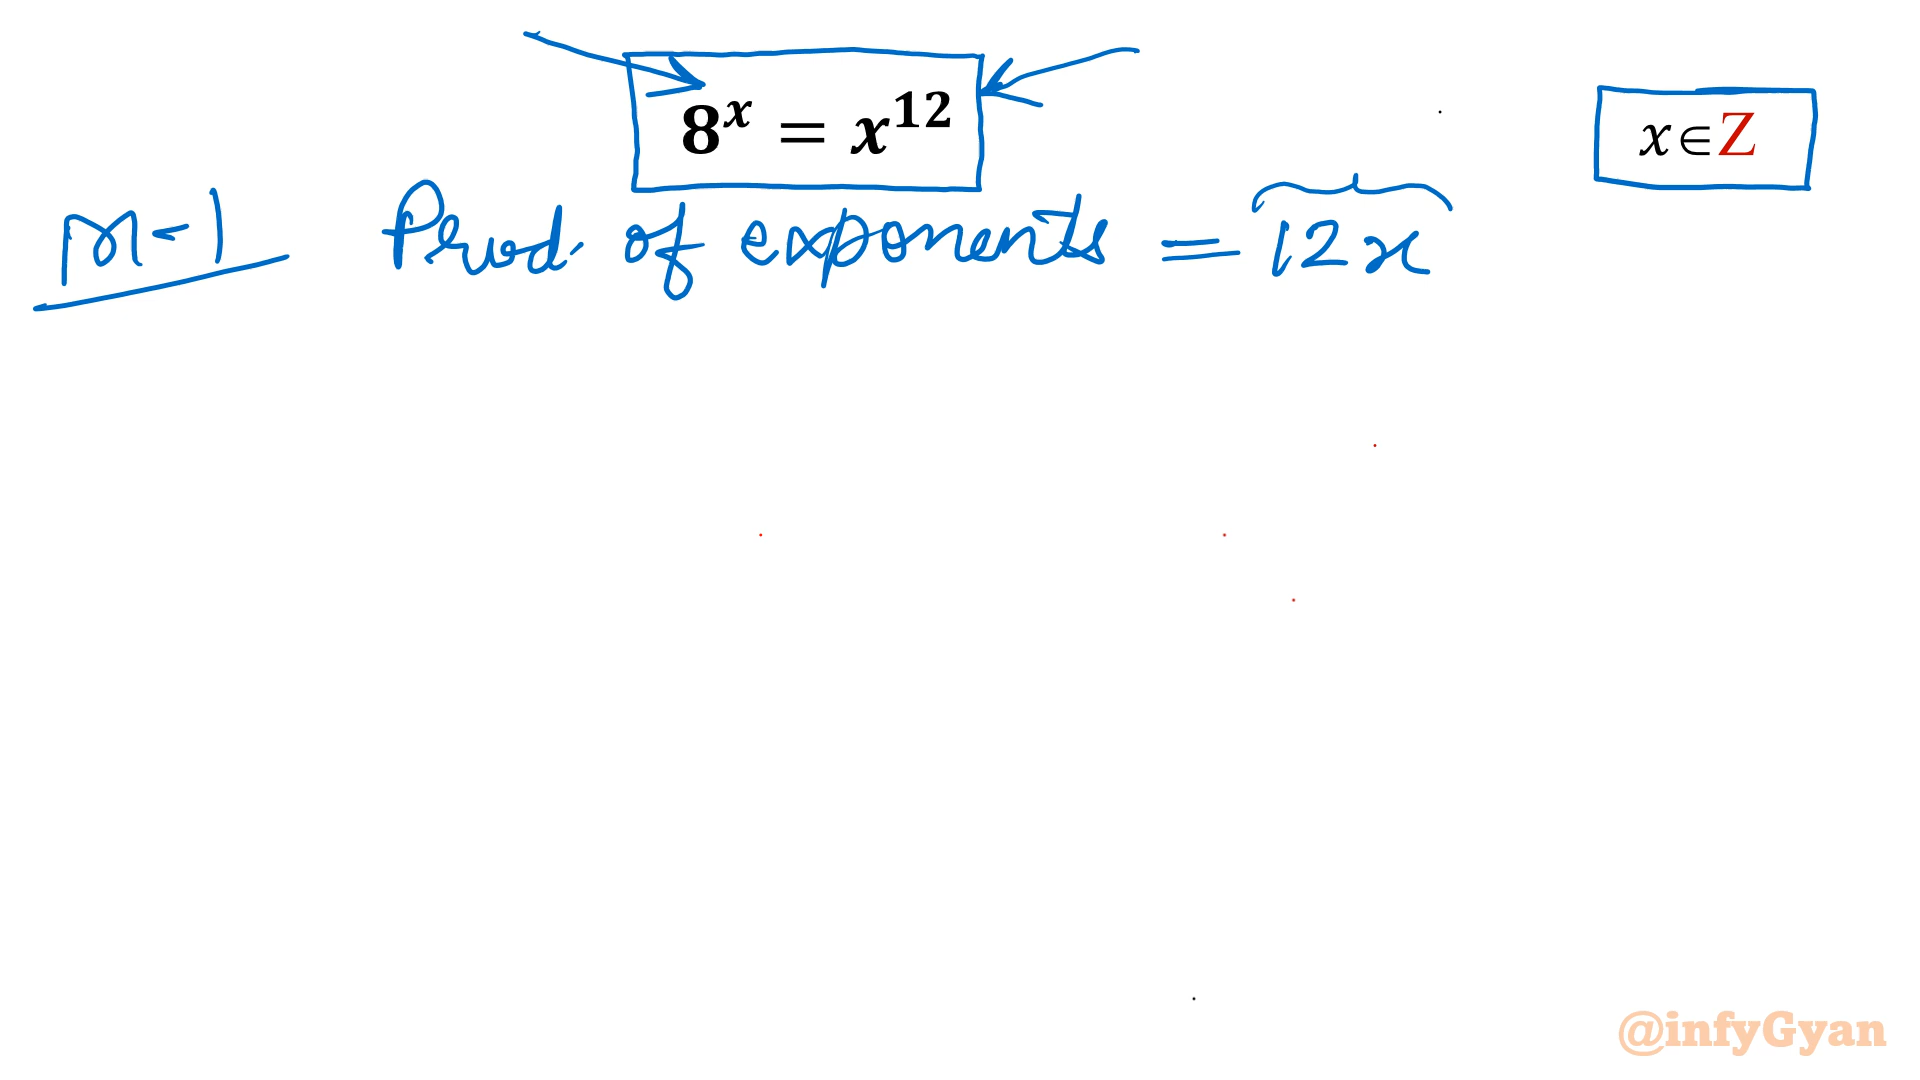 8^x = x^12
x∈Z
M-1 Prod. of exponents = 12x
@infyGyan